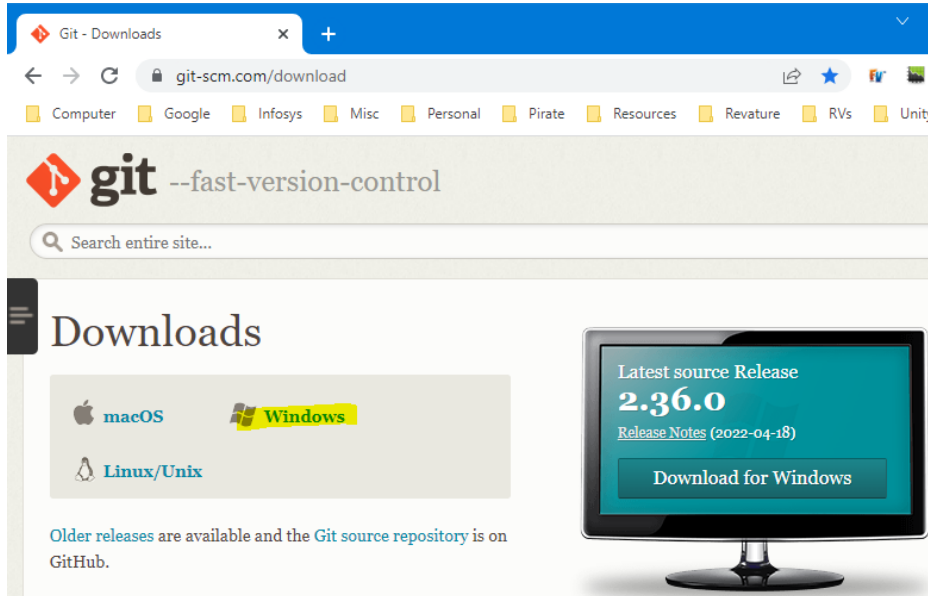 Git - Downloads
git-scm.com/download
Computer Google Infosys Misc Personal Pirate Resources Revature RVs Unity
git --fast-version-control
Search entire site...
Downloads
macOS Windows
Linux/Unix
Older releases are available and the Git source repository is on
GitHub.
Latest source Release
2.36.0
Release Notes (2022-04-18)
Download for Windows